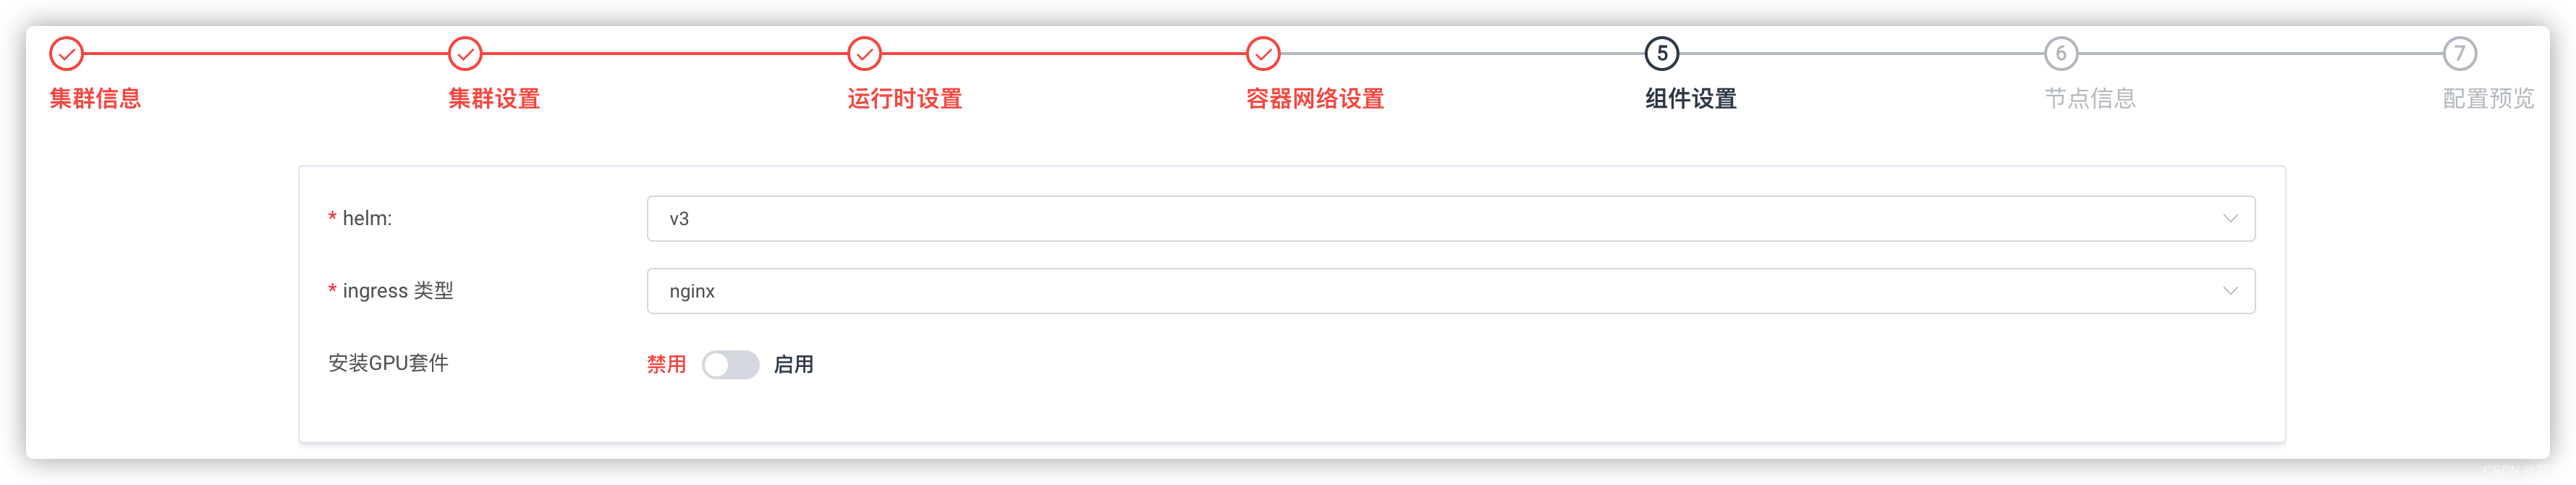 5
6
7
集群信息
集群设置
运行时设置
容器网络设置
组件设置
节点信息
配置预览
* helm:
v3
* ingress 类型
nginx
安装GPU套件
禁用
启用